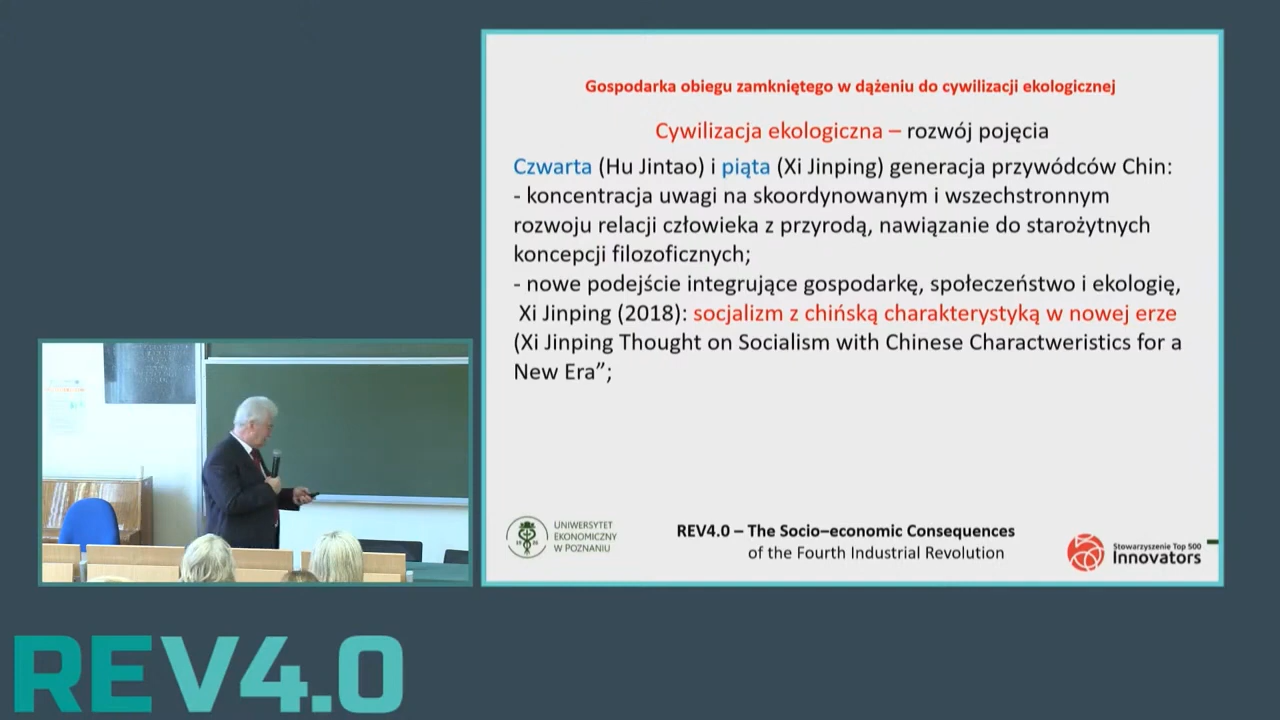 Gospodarka obiegu zamkniętego w dążeniu do cywilizacji ekologicznej
Cywilizacja ekologiczna – rozwój pojęcia
Czwarta (Hu Jintao) i piąta (Xi Jinping) generacja przywódców Chin:
- koncentracja uwagi na skoordynowanym i wszechstronnym
rozwoju relacji człowieka z przyrodą, nawiązanie do starożytnych
koncepcji filozoficznych;
- nowe podejście integrujące gospodarkę, społeczeństwo i ekologię,
Xi Jinping (2018): socjalizm z chińską charakterystyką w nowej erze
(Xi Jinping Thought on Socialism with Chinese Charactweristics for a
New Era”;
UNIWERSYTET
EKONOMICZNY
W POZNANIU
REV4.0 – The Socio–economic Consequences
of the Fourth Industrial Revolution
Stowarzyszenie Top 500
Innovators
REV4.0